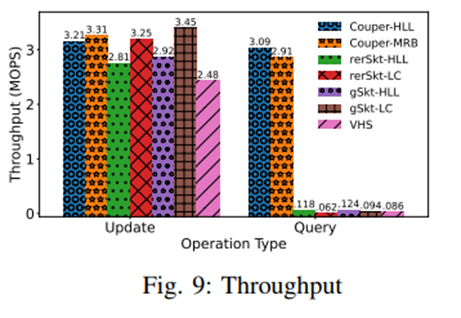 3.21 3.31 2.81 3.25 2.92 3.45 2.48
3.09 2.91 .118 .062 .124 .094 .086
Couper-HLL
Couper-MRB
rerSkt-HLL
rerSkt-LC
gSkt-HLL
gSkt-LC
VHS
Throughput (MOPS)
3
2
1
0
Update Query
Operation Type
Fig. 9: Throughput